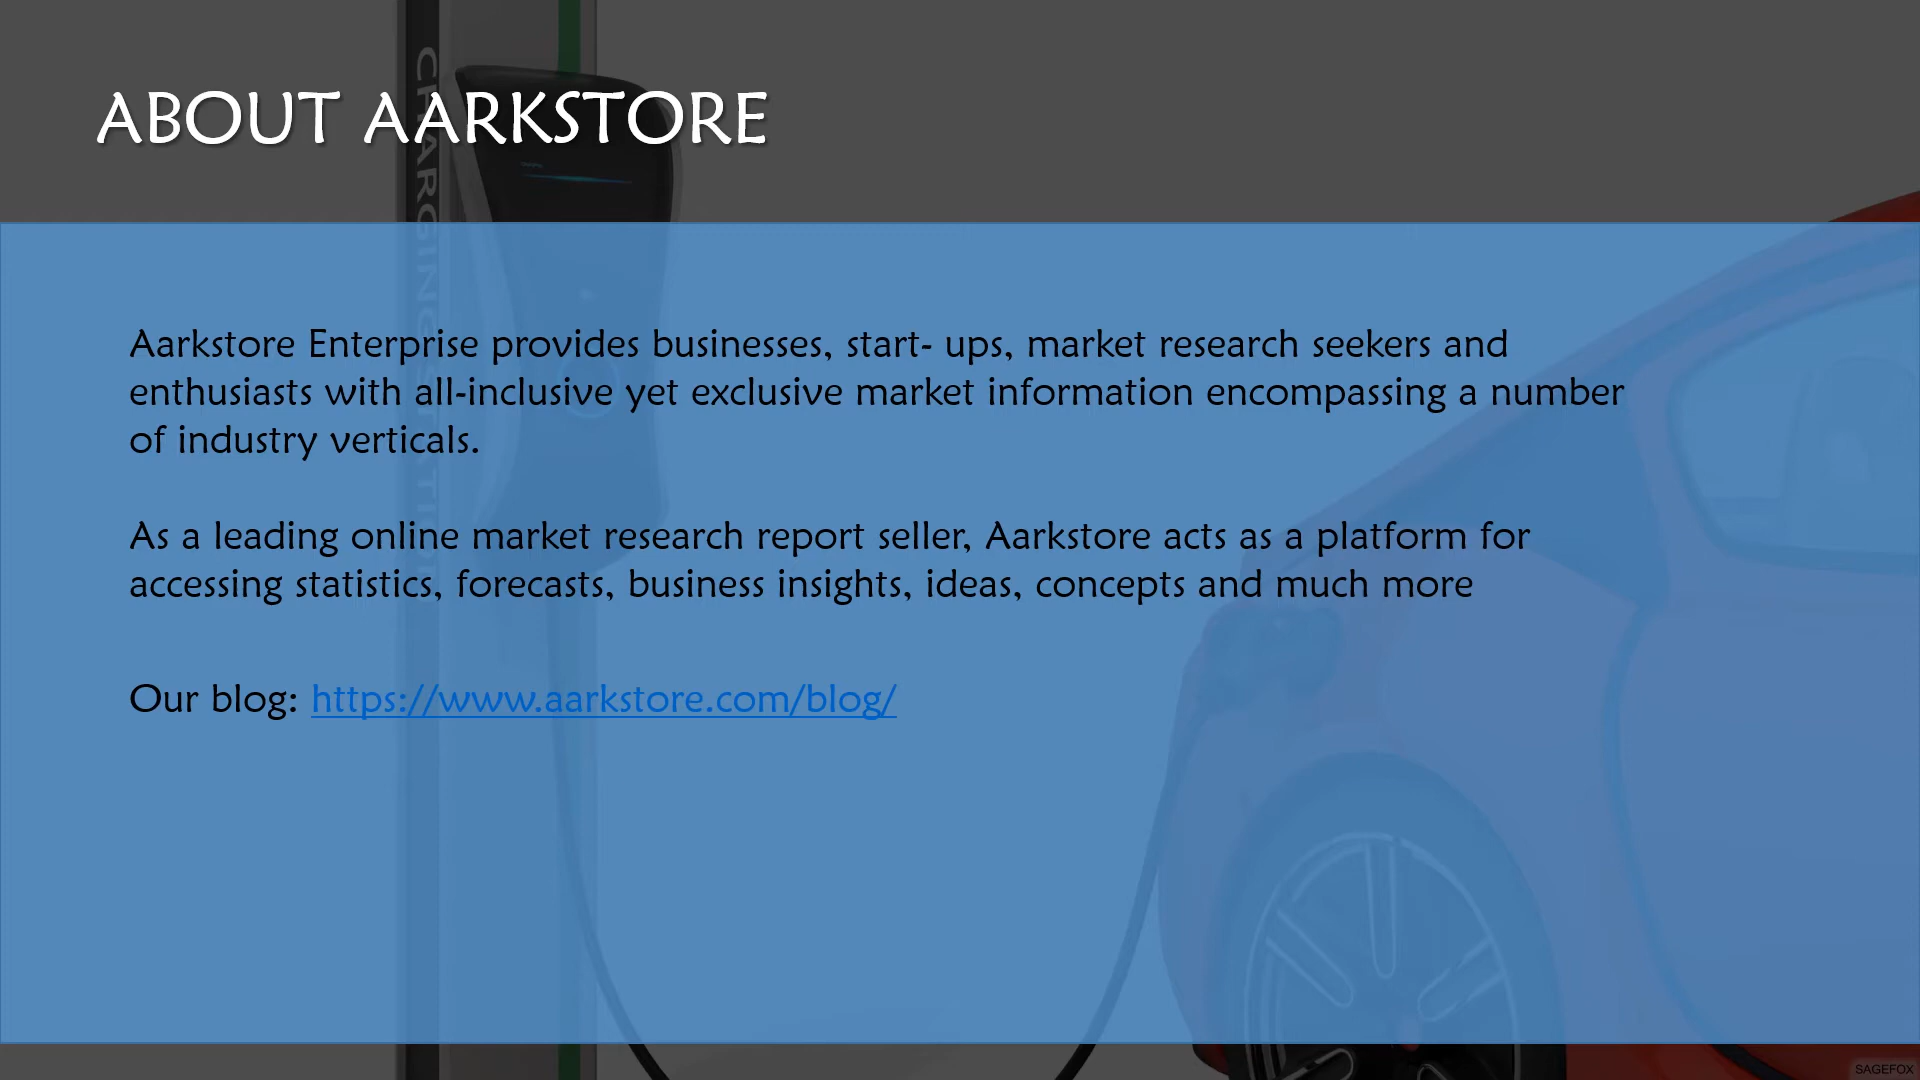 ABOUT AARKSTORE
CHARGING STATION
Aarkstore Enterprise provides businesses, start- ups, market research seekers and
enthusiasts with all-inclusive yet exclusive market information encompassing a number
of industry verticals.
As a leading online market research report seller, Aarkstore acts as a platform for
accessing statistics, forecasts, business insights, ideas, concepts and much more
Our blog: https://www.aarkstore.com/blog/
SAGEFOX